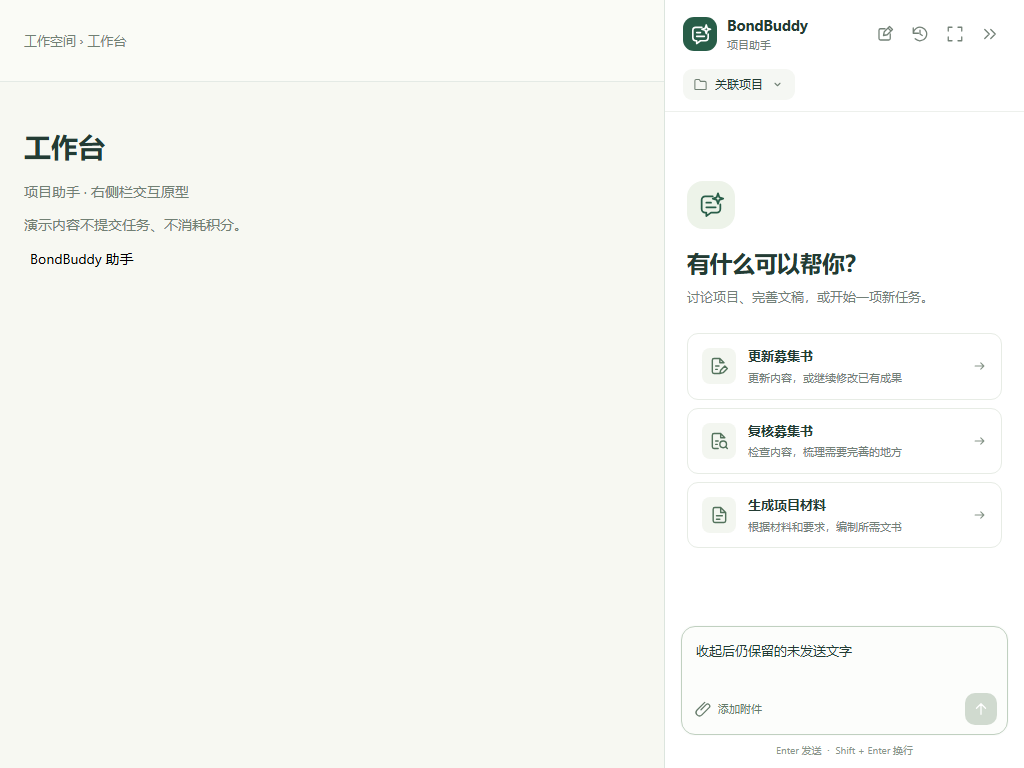 工作空间 › 工作台
工作台
项目助手 · 右侧栏交互原型
演示内容不提交任务、不消耗积分。
BondBuddy 助手
BondBuddy
项目助手
关联项目
有什么可以帮你？
讨论项目、完善文稿，或开始一项新任务。
更新募集书
更新内容，或继续修改已有成果
复核募集书
检查内容，梳理需要完善的地方
生成项目材料
根据材料和要求，编制所需文书
收起后仍保留的未发送文字
添加附件
Enter 发送 · Shift + Enter 换行